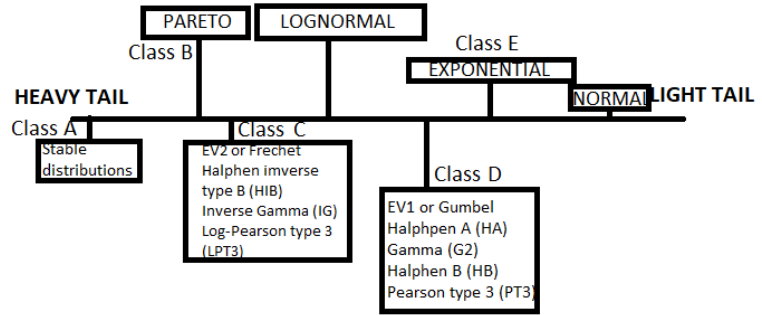 PARETO
LOGNORMAL
Class B
Class E
EXPONENTIAL
HEAVY TAIL
NORMAL
LIGHT TAIL
Class A
Class C
Stable
distributions
EV2 or Frechet
Halphen imverse
type B (HIB)
Inverse Gamma (IG)
Log-Pearson type 3
(LPT3)
Class D
EV1 or Gumbel
Halphpen A (HA)
Gamma (G2)
Halphen B (HB)
Pearson type 3 (PT3)